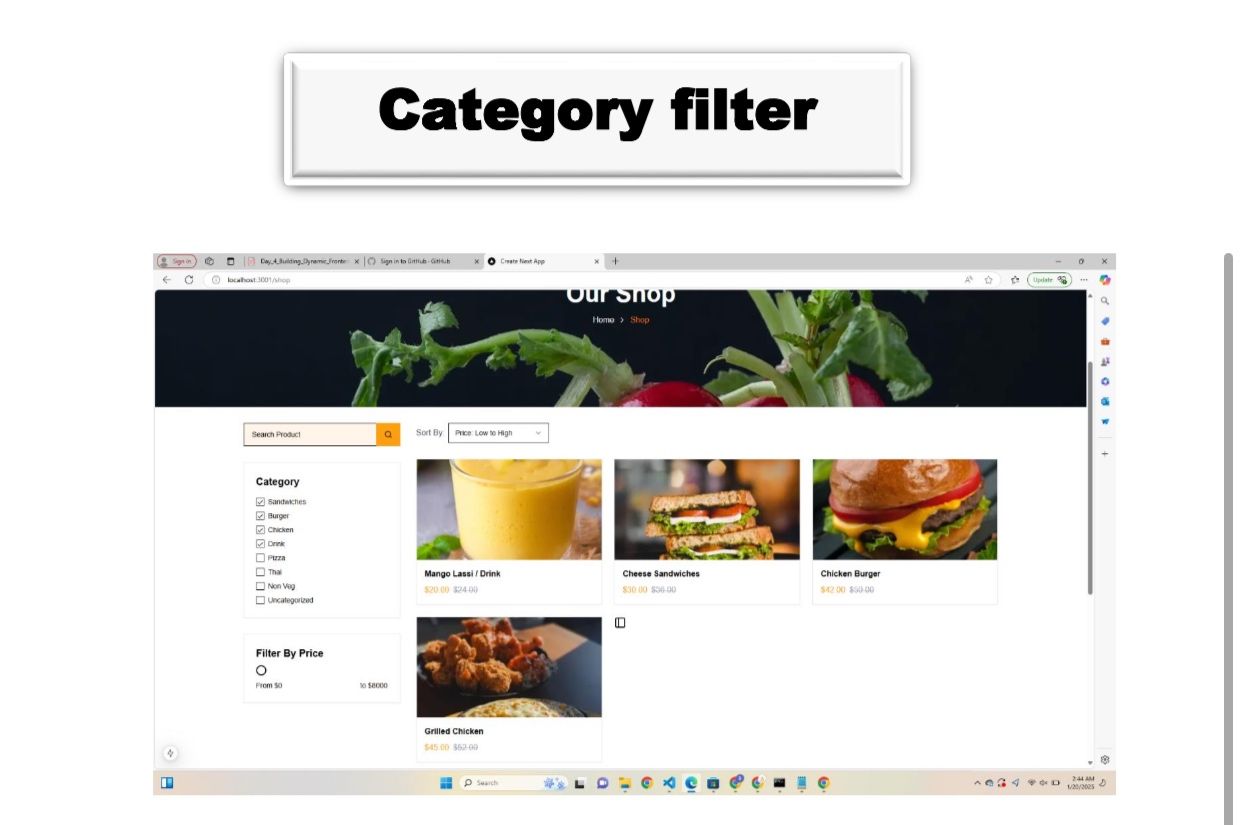 Category filter
Sign in
Day_4_Building_Dynamic_Fronte
Sign in to GitHub · GitHub
Create Next App
localhost:3001/shop
Update
Our Shop
Home > Shop
Search Product
Sort By:
Price: Low to High
Category
Sandwiches
Burger
Chicken
Drink
Pizza
Thai
Non Veg
Uncategorized
Filter By Price
From $0
to $8000
Mango Lassi / Drink
$20.00 $24.00
Cheese Sandwiches
$30.00 $36.00
Chicken Burger
$42.00 $50.00
Grilled Chicken
$45.00 $52.00
Search
2:44 AM
1/20/2025